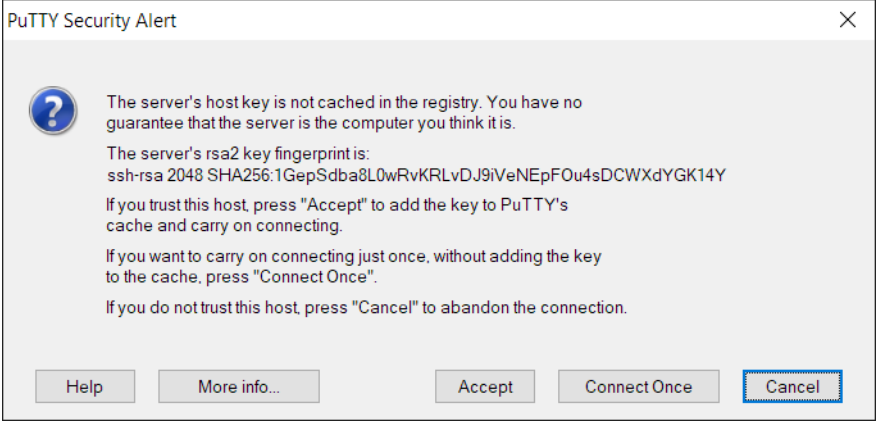 PuTTY Security Alert
The server's host key is not cached in the registry. You have no
guarantee that the server is the computer you think it is.
The server's rsa2 key fingerprint is:
ssh-rsa 2048 SHA256:1GepSdba8L0wRvKRLvDJ9iVeNEpFOu4sDCWXdYGK14Y
If you trust this host, press "Accept" to add the key to PuTTY's
cache and carry on connecting.
If you want to carry on connecting just once, without adding the key
to the cache, press "Connect Once".
If you do not trust this host, press "Cancel" to abandon the connection.
Help
More info...
Accept
Connect Once
Cancel